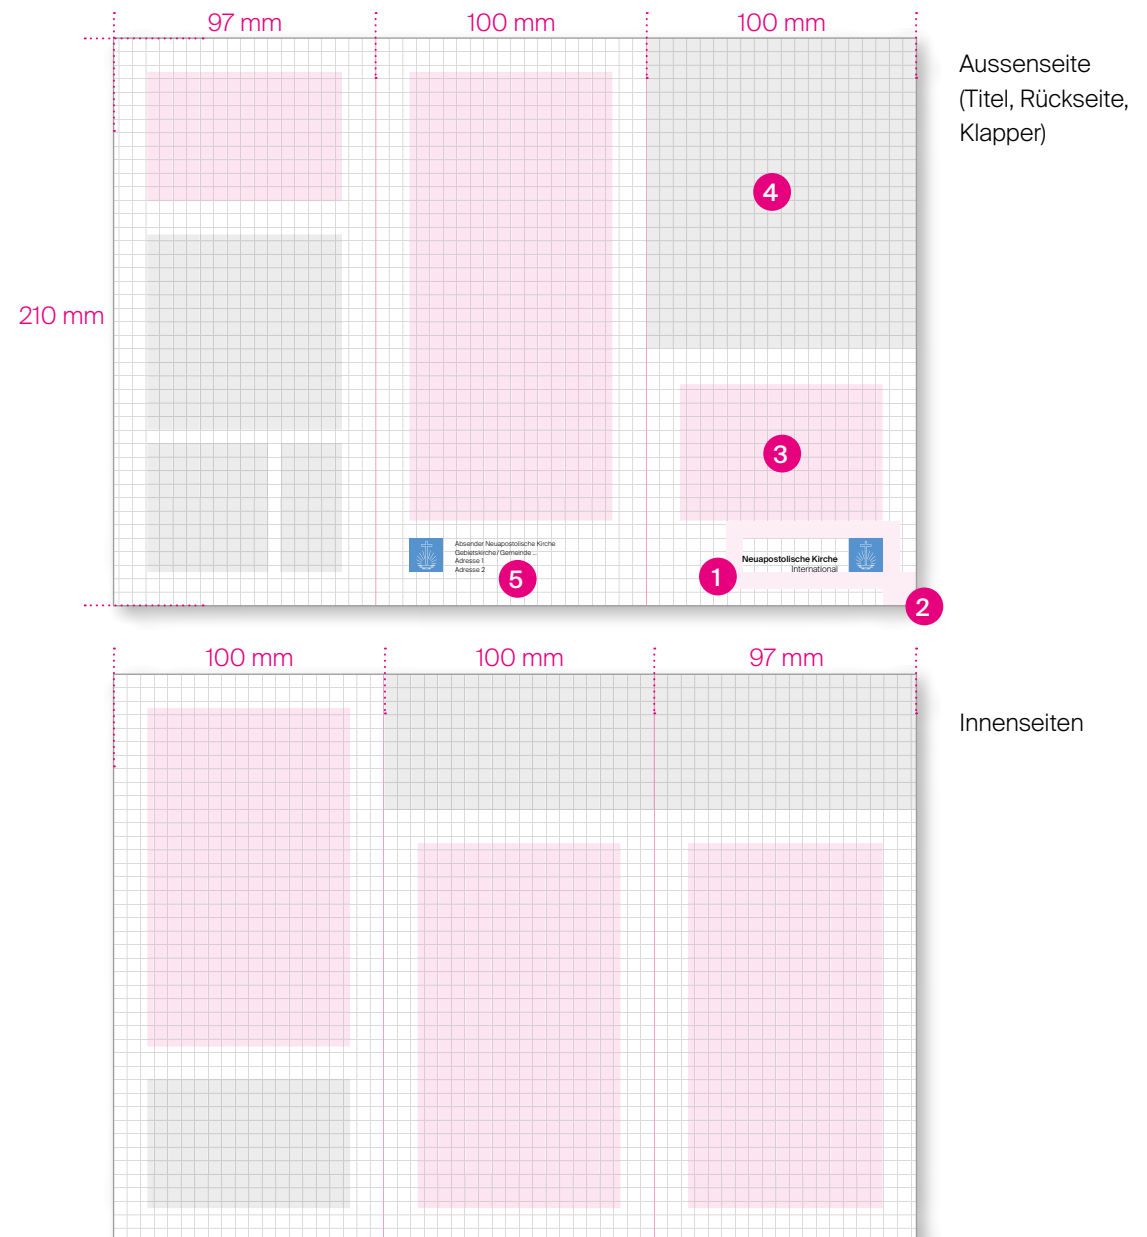 97 mm
100 mm
100 mm
Aussenseite
(Titel, Rückseite,
Klapper)
4
210 mm
3
Absender Neuapostolische Kirche
Gebietskirche/Gemeinde ...
Adresse 1
Adresse 2
5
Neuapostolische Kirche
International
1
2
100 mm
100 mm
97 mm
Innenseiten